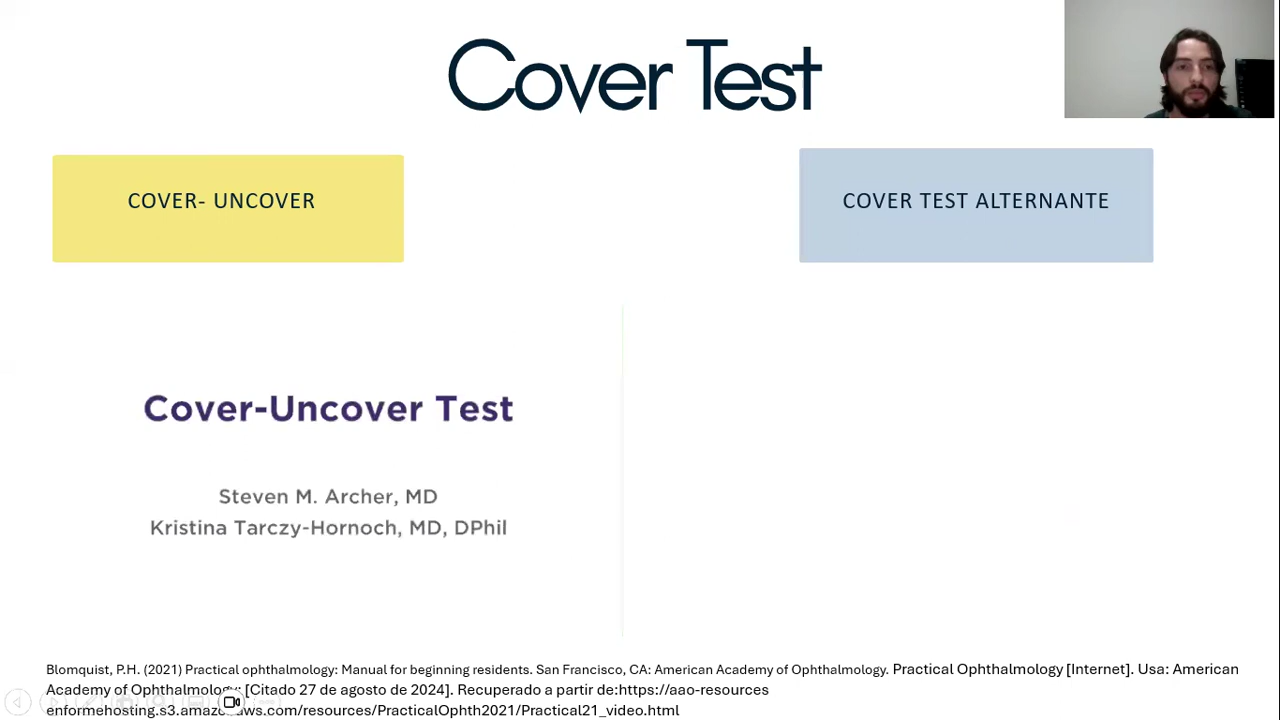 Cover Test
COVER- UNCOVER
COVER TEST ALTERNANTE
Cover-Uncover Test
Steven M. Archer, MD
Kristina Tarczy-Hornoch, MD, DPhil
Blomquist, P.H. (2021) Practical ophthalmology: Manual for beginning residents. San Francisco, CA: American Academy of Ophthalmology. Practical Ophthalmology [Internet]. Usa: American
Academy of Ophthalmology; [Citado 27 de agosto de 2024]. Recuperado a partir de:https://aao-resources
enformehosting.s3.amazonaws.com/resources/PracticalOphth2021/Practical21_video.html